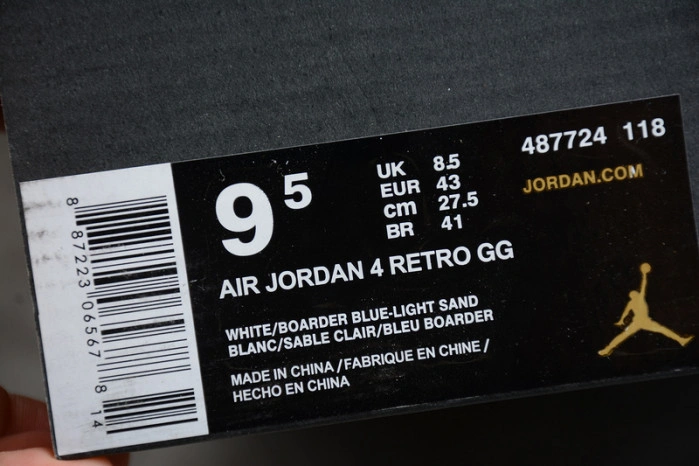 8 87223 06567 8 14
9 5
UK 8.5
EUR 43
cm 27.5
BR 41
487724 118
JORDAN.COM
AIR JORDAN 4 RETRO GG
WHITE/BOARDER BLUE-LIGHT SAND
BLANC/SABLE CLAIR/BLEU BOARDER
MADE IN CHINA / FABRIQUE EN CHINE /
HECHO EN CHINA